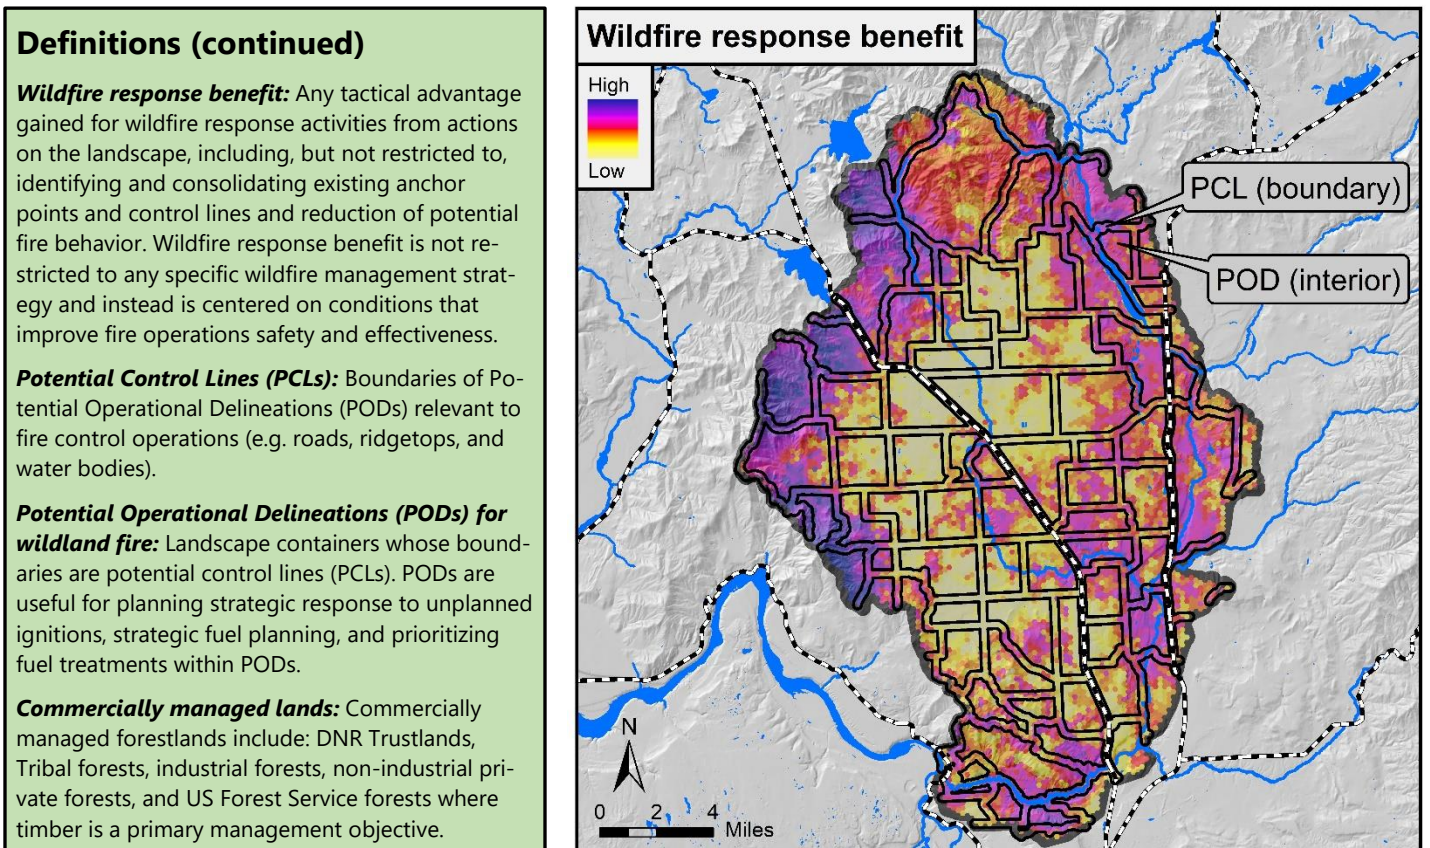 Definitions (continued)
Wildfire response benefit: Any tactical advantage
gained for wildfire response activities from actions
on the landscape, including, but not restricted to,
identifying and consolidating existing anchor
points and control lines and reduction of potential
fire behavior. Wildfire response benefit is not re-
stricted to any specific wildfire management strat-
egy and instead is centered on conditions that
improve fire operations safety and effectiveness.
Potential Control Lines (PCLs): Boundaries of Po-
tential Operational Delineations (PODs) relevant to
fire control operations (e.g. roads, ridgetops, and
water bodies).
Potential Operational Delineations (PODs) for
wildland fire: Landscape containers whose bound-
aries are potential control lines (PCLs). PODs are
useful for planning strategic response to unplanned
ignitions, strategic fuel planning, and prioritizing
fuel treatments within PODs.
Commercially managed lands: Commercially
managed forestlands include: DNR Trustlands,
Tribal forests, industrial forests, non-industrial pri-
vate forests, and US Forest Service forests where
timber is a primary management objective.
Wildfire response benefit
High
Low
PCL (boundary)
POD (interior)
N
0 2 4
Miles